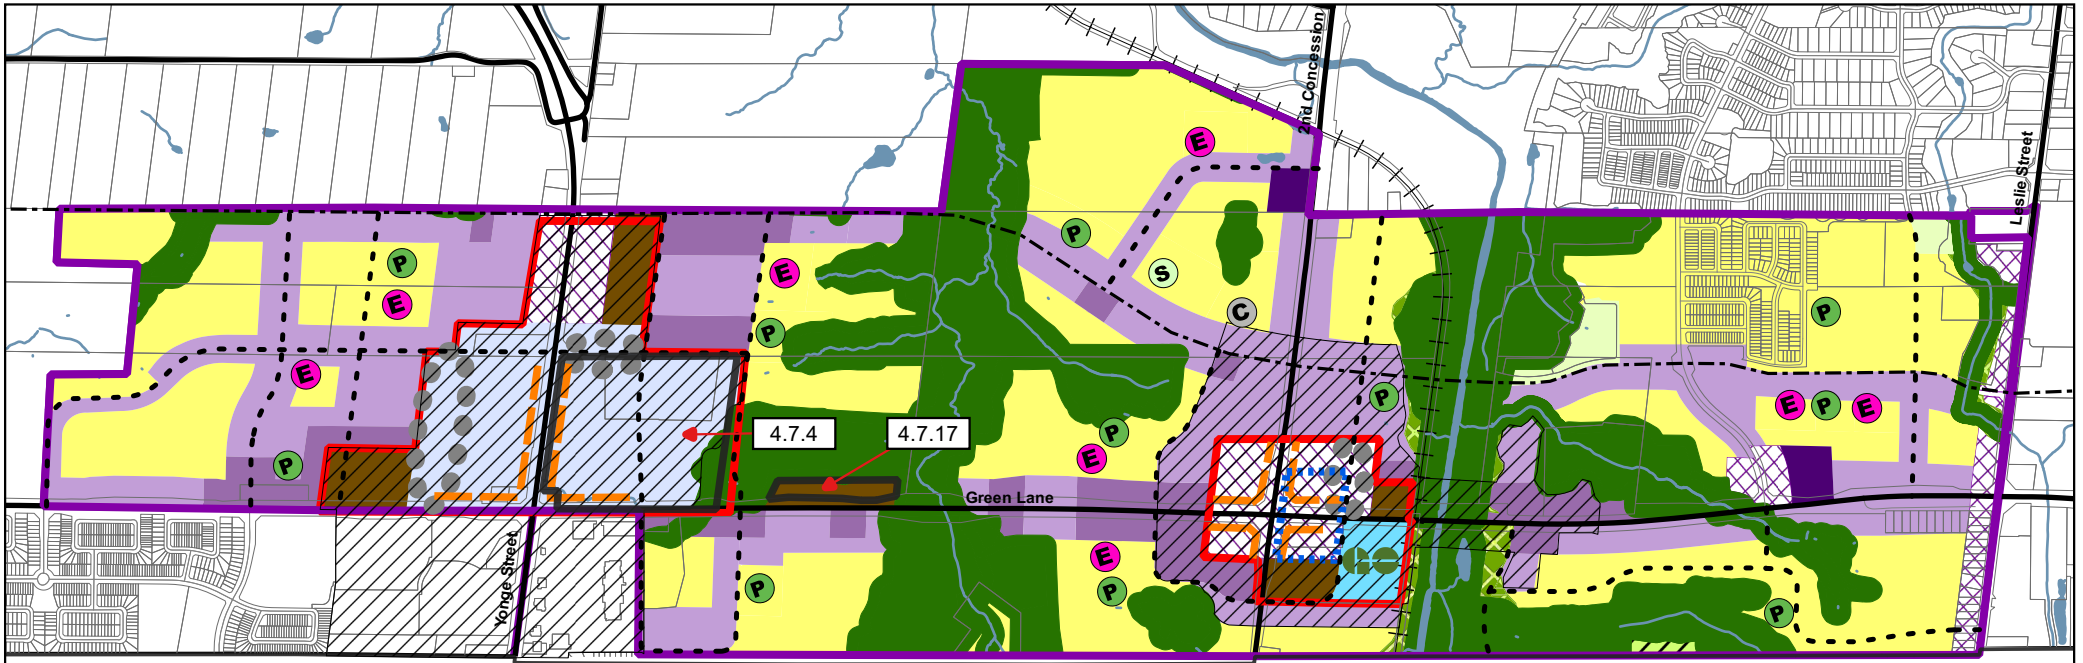 2nd Concession
Leslie Street
E
P
P
E
E
S
C
P
P
E
E
P
E
P
E
P
4.7.4
4.7.17
P
E
P
Green Lane
Yonge Street
E
P
P
P